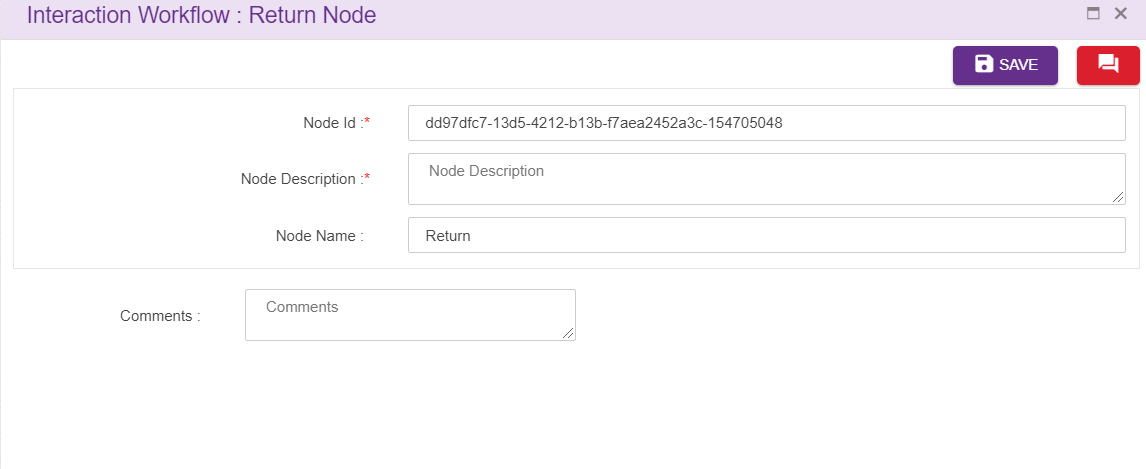 Interaction Workflow : Return Node
SAVE
Node Id :*
dd97dfc7-13d5-4212-b13b-f7aea2452a3c-154705048
Node Description :*
Node Description
Node Name :
Return
Comments :
Comments